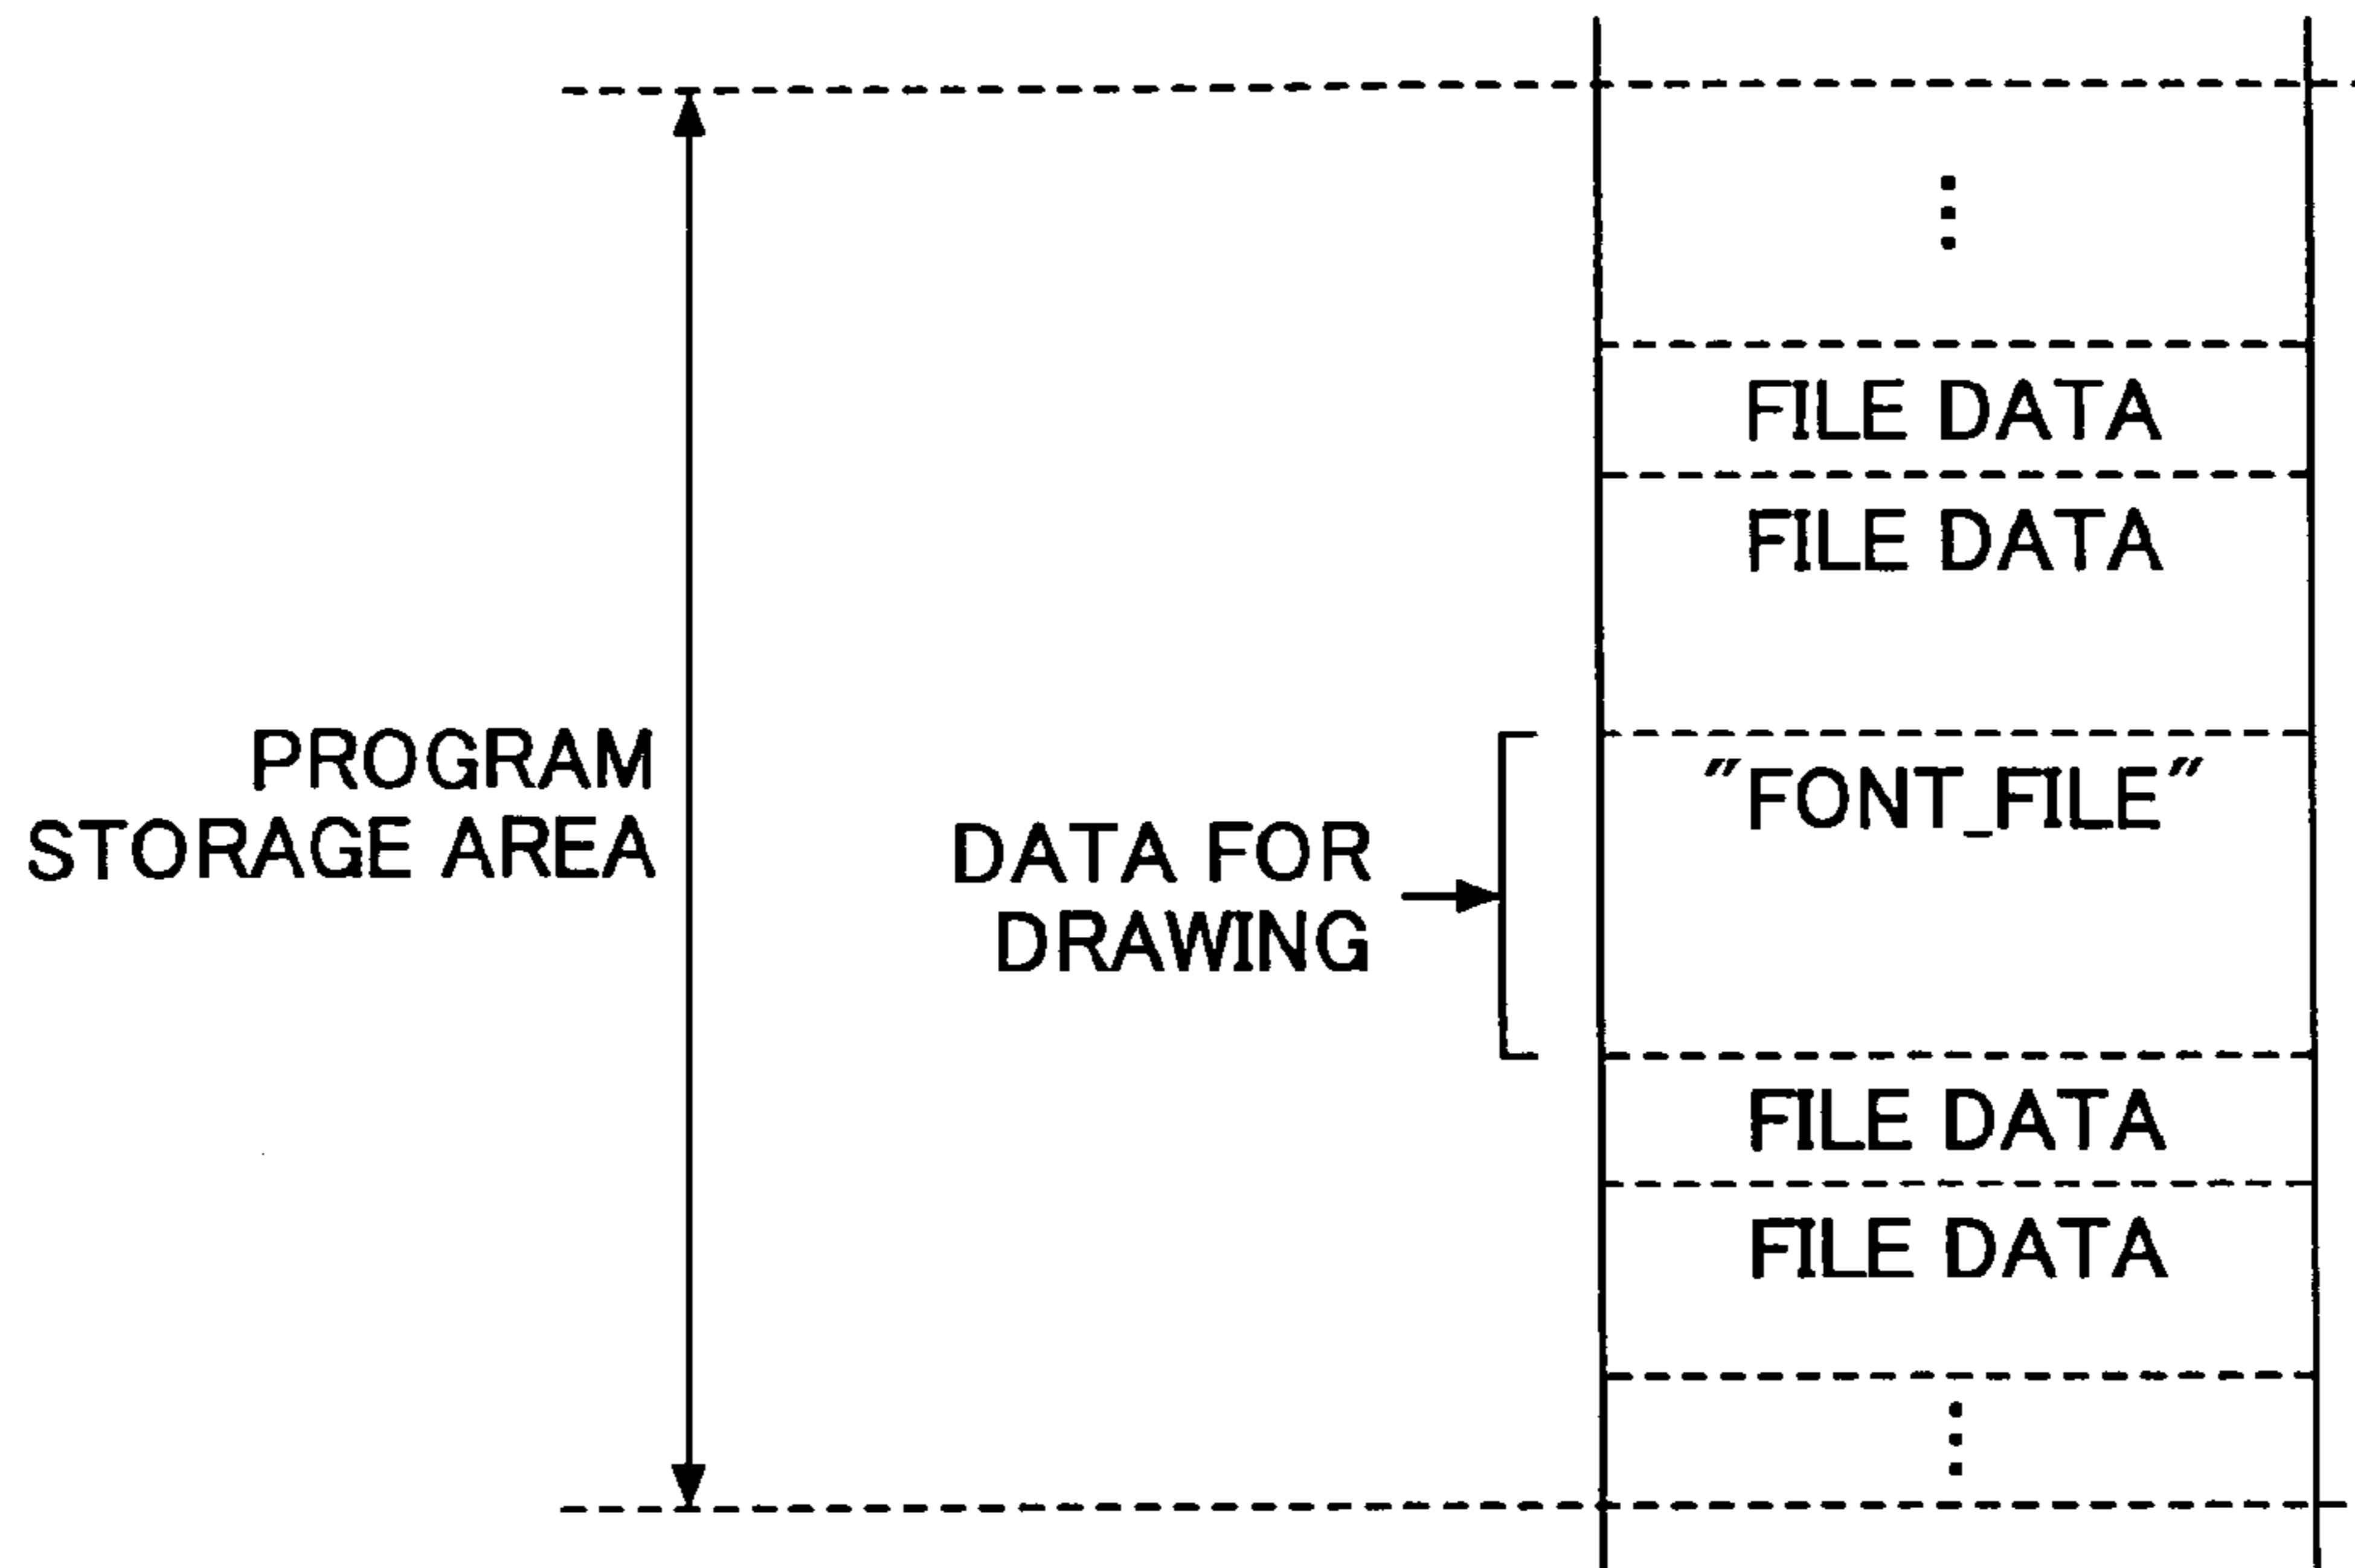 FILE DATA
FILE DATA
PROGRAM
STORAGE AREA
DATA FOR
DRAWING
"FONT_FILE"
FILE DATA
FILE DATA